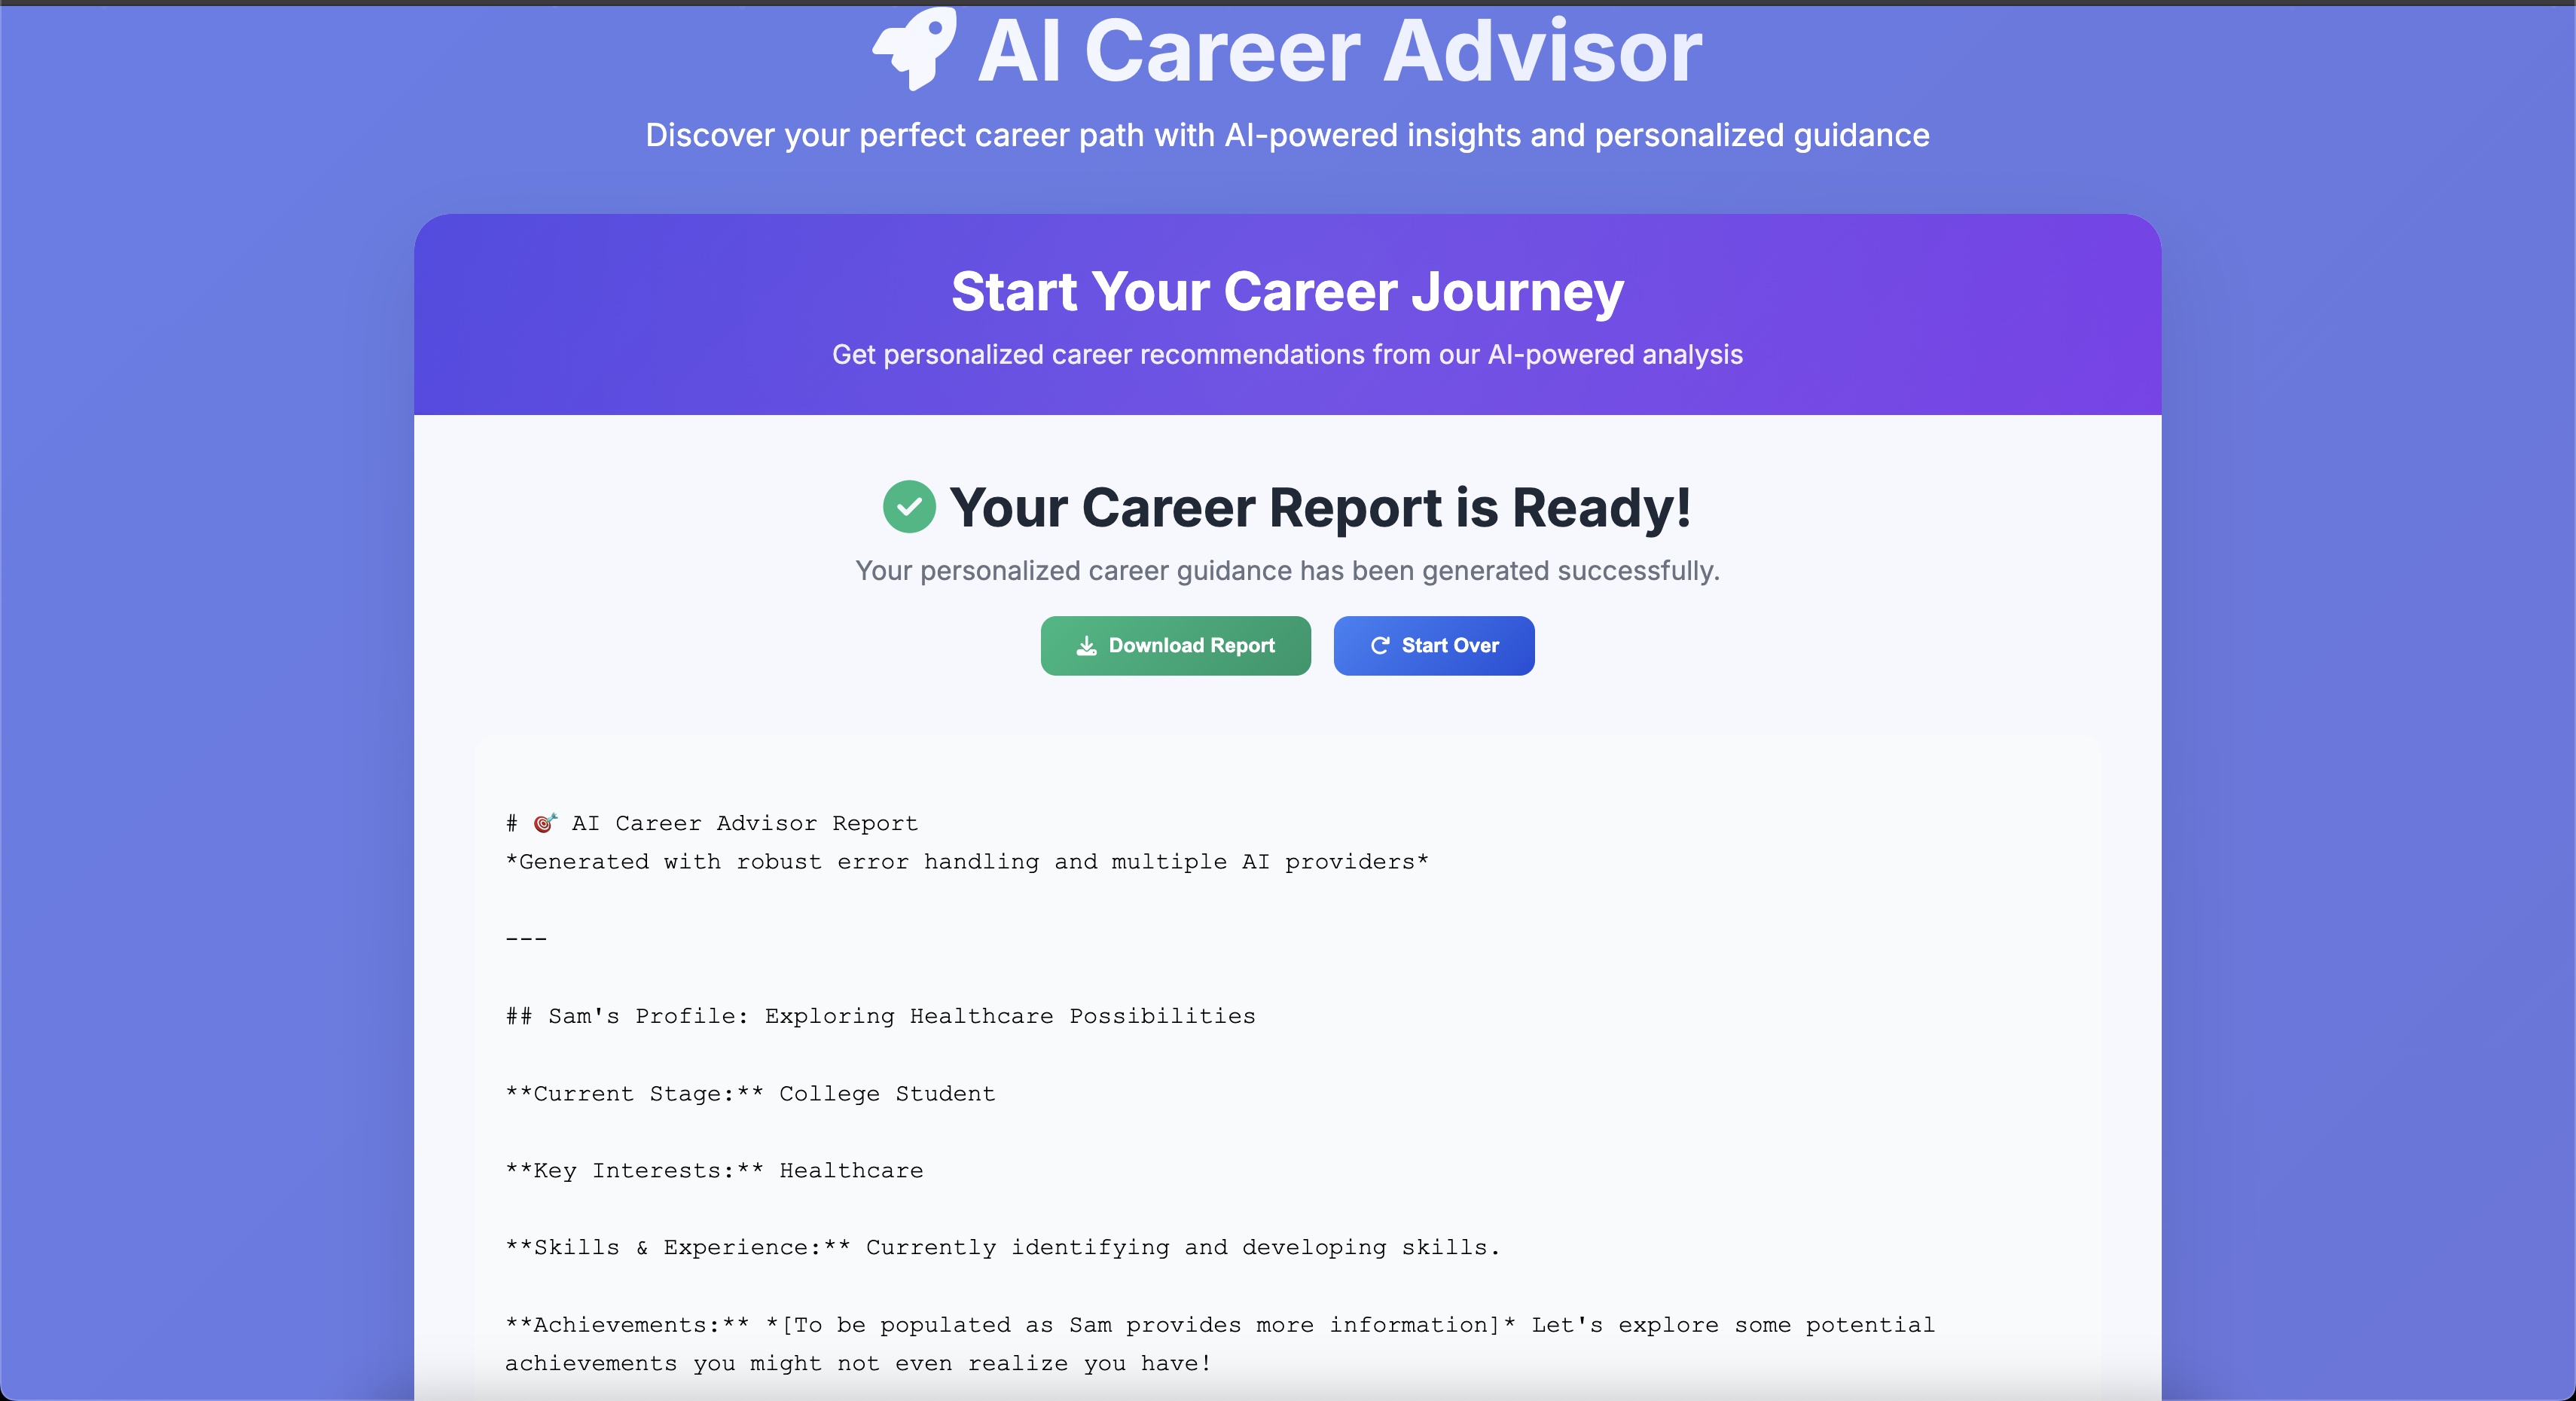 AI Career Advisor
Discover your perfect career path with AI-powered insights and personalized guidance
Start Your Career Journey
Get personalized career recommendations from our AI-powered analysis
Your Career Report is Ready!
Your personalized career guidance has been generated successfully.
Download Report
Start Over
# 🎯 AI Career Advisor Report
*Generated with robust error handling and multiple AI providers*
---
## Sam's Profile: Exploring Healthcare Possibilities
**Current Stage:** College Student
**Key Interests:** Healthcare
**Skills & Experience:** Currently identifying and developing skills.
**Achievements:** *[To be populated as Sam provides more information]* Let's explore some potential
achievements you might not even realize you have!